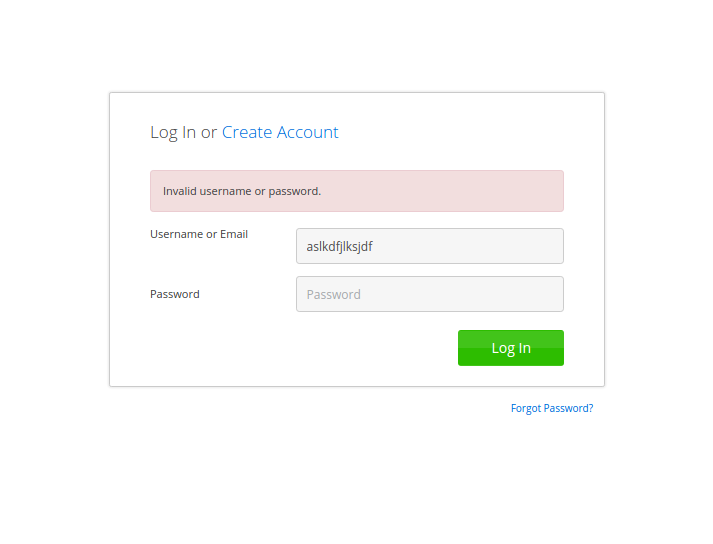 Log In or Create Account
Invalid username or password.
Username or Email
aslkdfjlksjdf
Password
Password
Log In
Forgot Password?